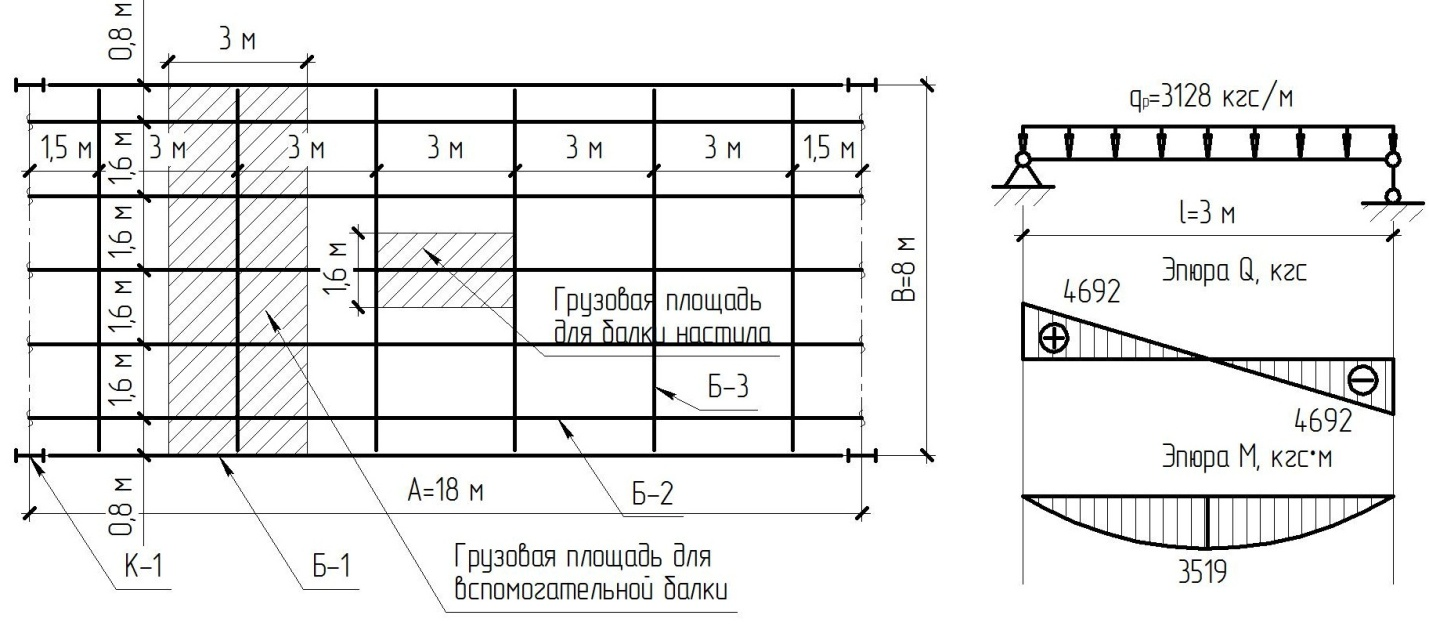 0,8 м
3 м
1,5 м
3 м
3 м
3 м
3 м
3 м
1,5 м
1,6 м
1,6 м
1,6 м
1,6 м
1,6 м
B=8 м
Грузовая площадь
для балки настила
Б-3
A=18 м
Б-2
0,8 м
К-1
Б-1
Грузовая площадь для
вспомогательной балки
qр=3128 кгс/м
l=3 м
Эпюра Q, кгс
4692
4692
Эпюра М, кгс·м
3519